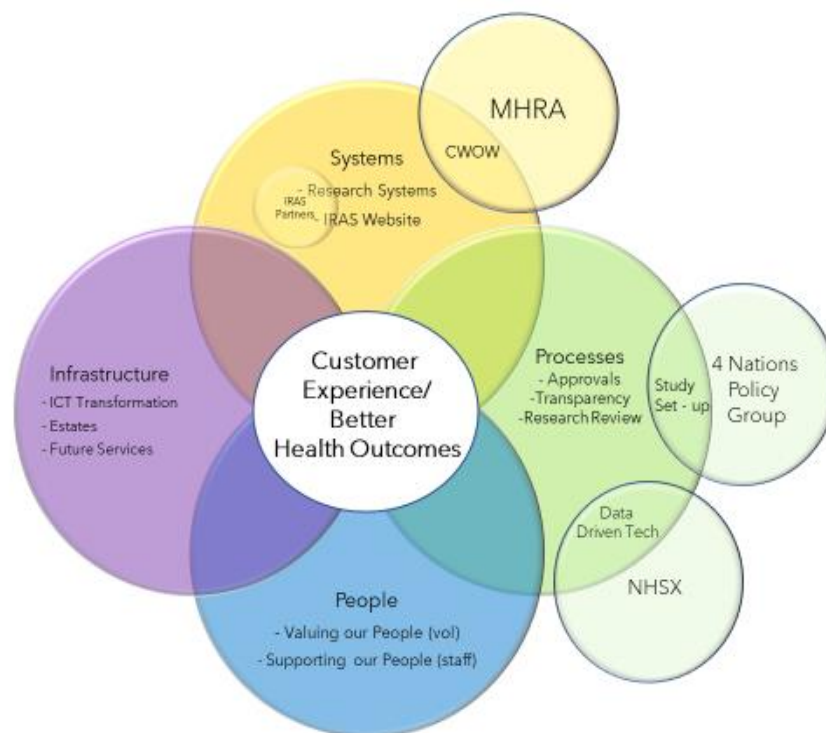 MHRA
CWOW
Systems
- Research Systems
IRAS
Partners
- IRAS Website
Infrastructure
- ICT Transformation
- Estates
- Future Services
Customer
Experience/
Better
Health Outcomes
Processes
- Approvals
-Transparency
-Research Review
Study
Set - up
4 Nations
Policy
Group
Data
Driven Tech
NHSX
People
- Valuing our People (vol)
- Supporting our People (staff)